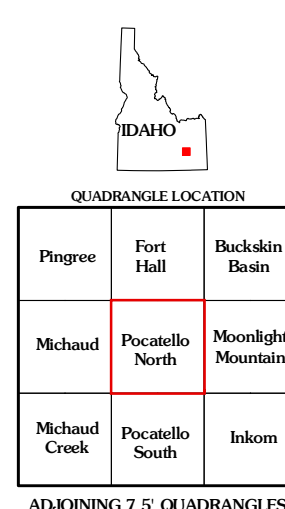 IDAHO
QUADRANGLE LOCATION
Pingree
Fort
Hall
Buckskin
Basin
Michaud
Pocatello
North
Moonlight
Mountain
Michaud
Creek
Pocatello
South
Inkom
ADJOINING 7.5' QUADRANGLES